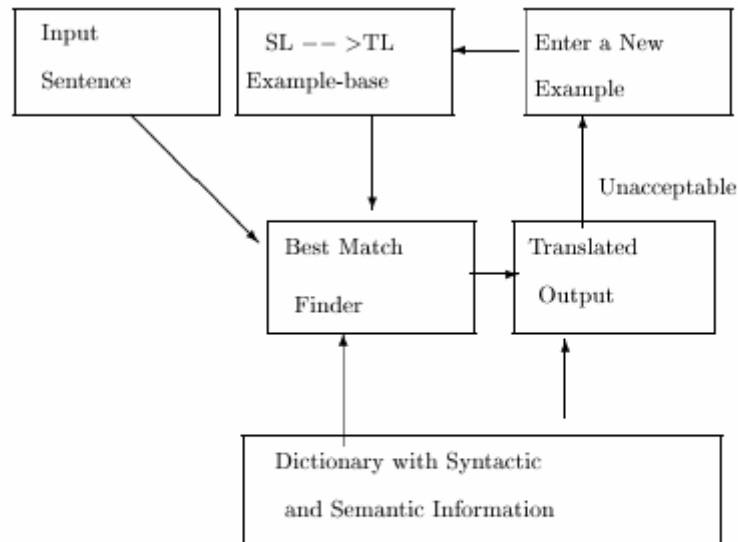 Input
Sentence
SL −− >TL
Example-base
Enter a New
Example
Unacceptable
Best Match
Finder
Translated
Output
Dictionary with Syntactic
and Semantic Information